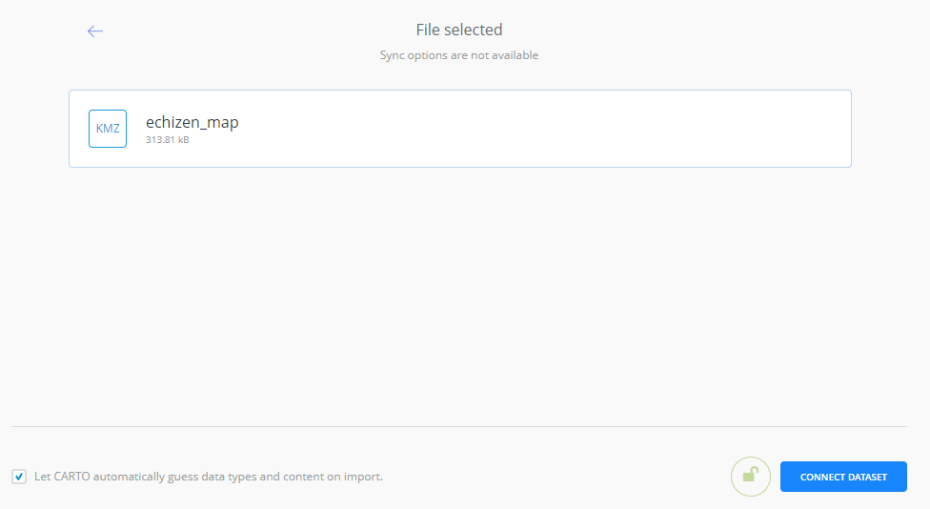 File selected
Sync options are not available
KMZ
echizen_map
313.81 kB
Let CARTO automatically guess data types and content on import.
CONNECT DATASET